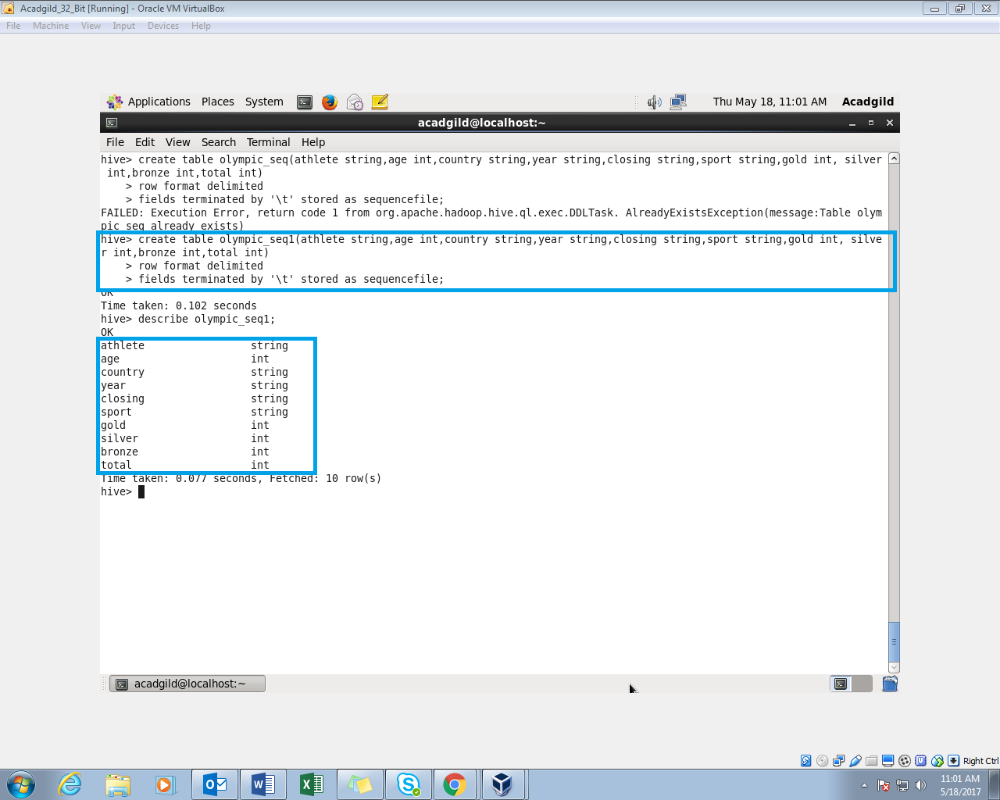 Acadgild_32_Bit [Running] - Oracle VM VirtualBox
File Machine View Input Devices Help
Applications Places System Thu May 18, 11:01 AM Acadgild
acadgild@localhost:~
File Edit View Search Terminal Help
hive> create table olympic_seq(athlete string,age int,country string,year string,closing string,sport string,gold int, silver
int,bronze int,total int)
> row format delimited
> fields terminated by '\t' stored as sequencefile;
FAILED: Execution Error, return code 1 from org.apache.hadoop.hive.ql.exec.DDLTask. AlreadyExistsException(message:Table olym
pic_seq already exists)
hive> create table olympic_seq1(athlete string,age int,country string,year string,closing string,sport string,gold int, silve
r int,bronze int,total int)
> row format delimited
> fields terminated by '\t' stored as sequencefile;
OK
Time taken: 0.102 seconds
hive> describe olympic_seq1;
OK
athlete string
age int
country string
year string
closing string
sport string
gold int
silver int
bronze int
total int
Time taken: 0.077 seconds, Fetched: 10 row(s)
hive>
acadgild@localhost:~
Right Ctrl
11:01 AM
5/18/2017